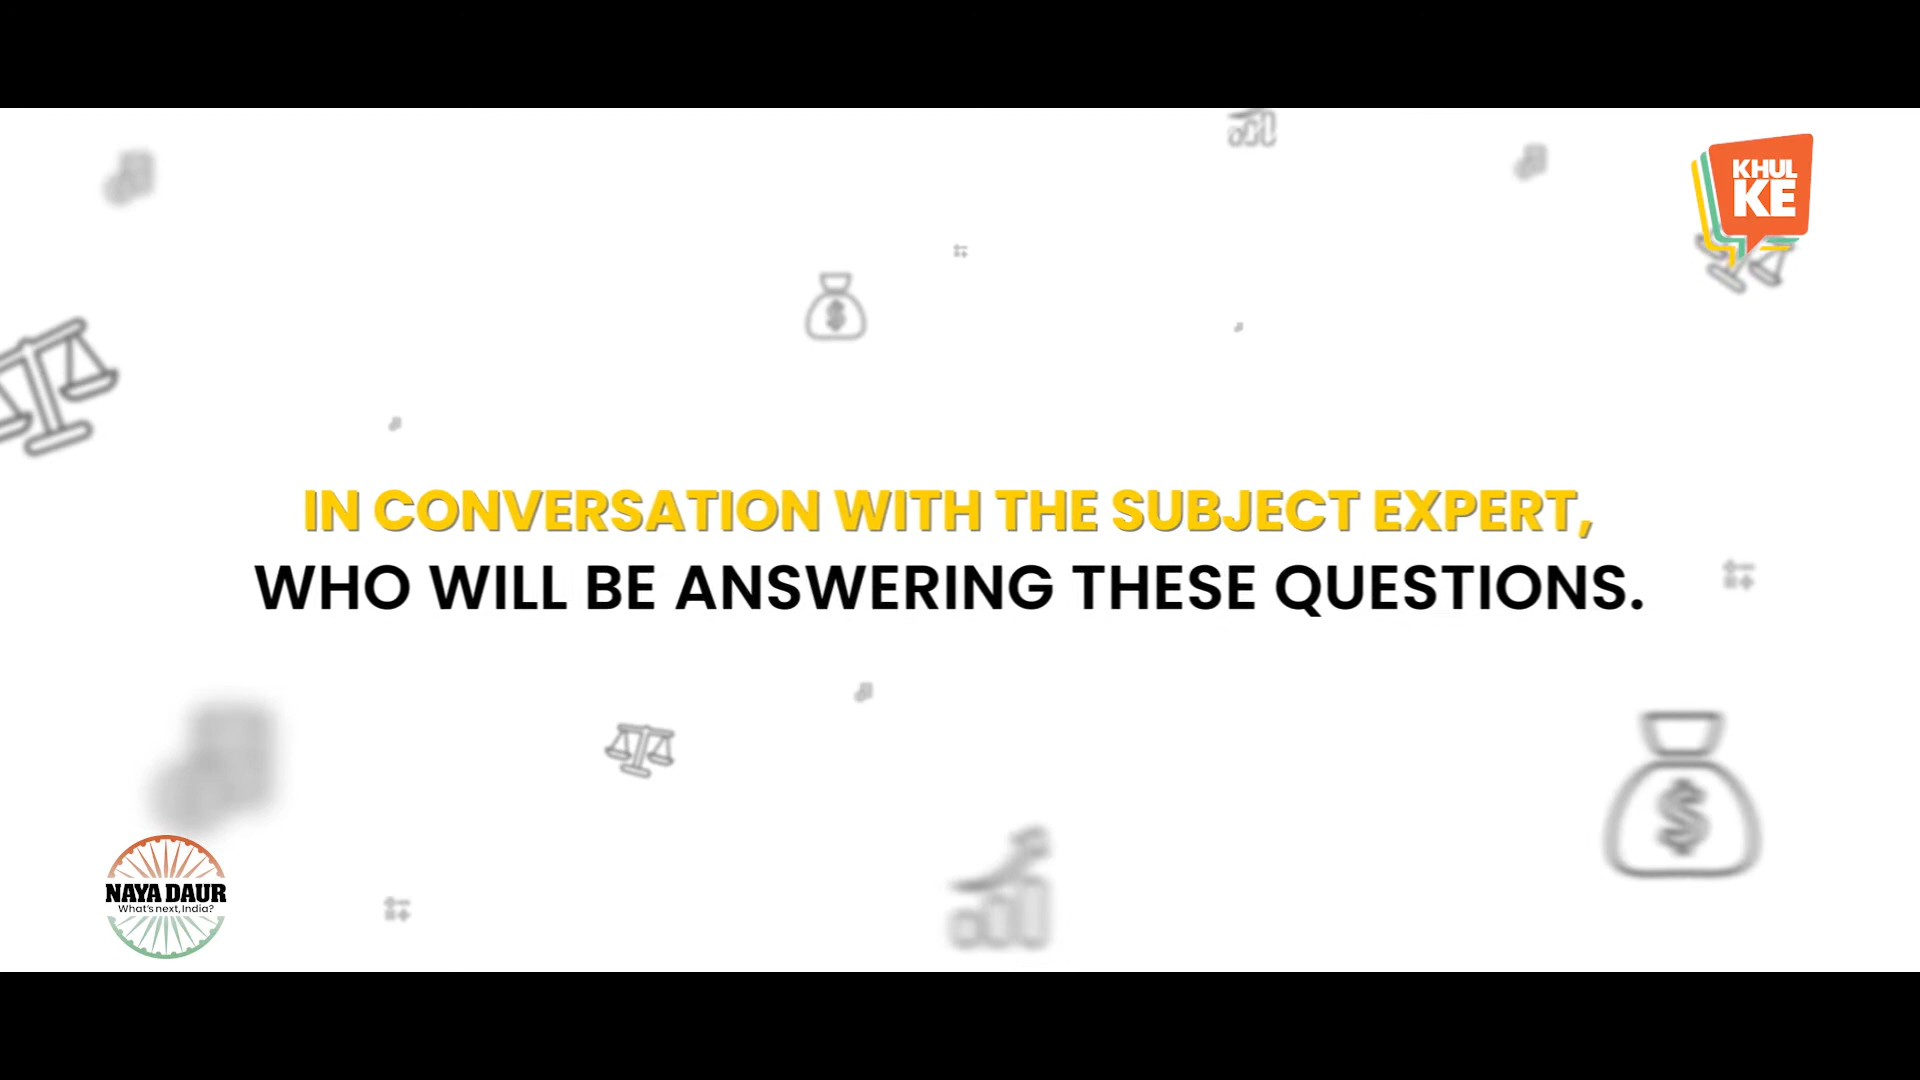 KHUL
KE
IN CONVERSATION WITH THE SUBJECT EXPERT,
WHO WILL BE ANSWERING THESE QUESTIONS.
$
$
NAYA DAUR
What's next, India?